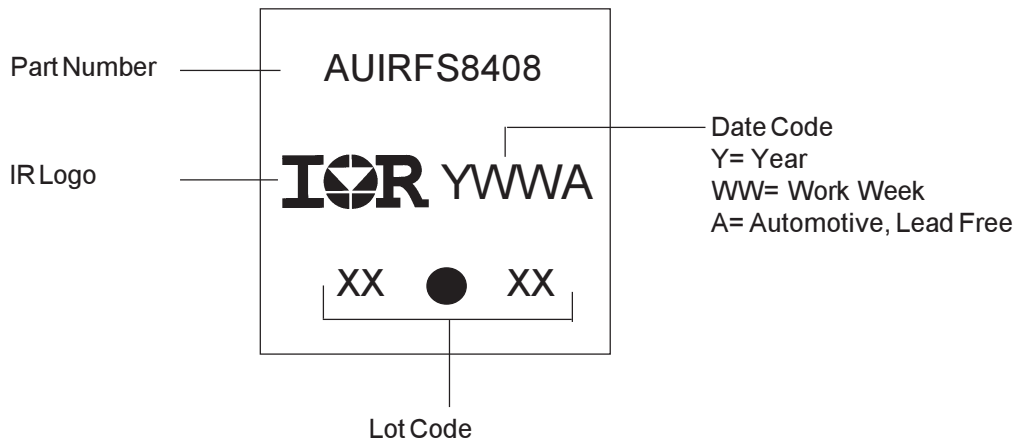 Part Number
AUIRFS8408
IR Logo
IOR YWWA
Date Code
Y= Year
WW= Work Week
A= Automotive, Lead Free
XX ● XX
Lot Code